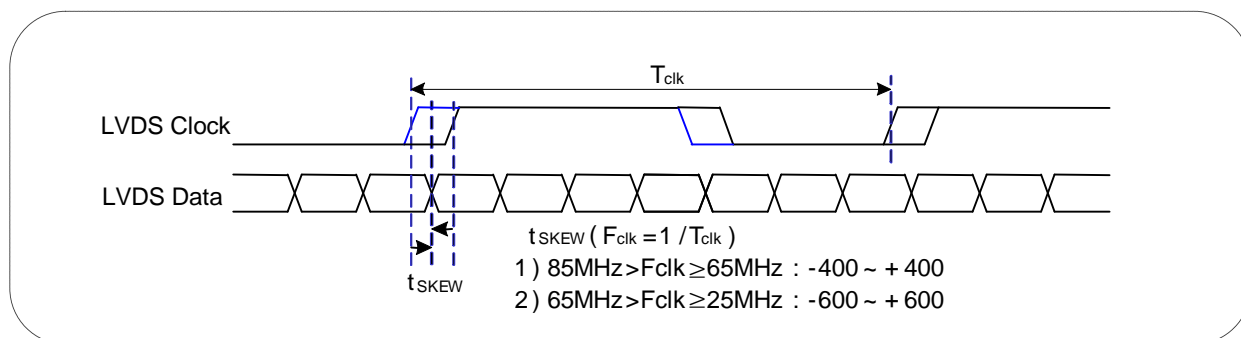 Tclk
LVDS Clock
LVDS Data
tSKEW
tSKEW ( Fclk = 1 / Tclk )
1 ) 85MHz > Fclk ≥ 65MHz : -400 ~ + 400
2 ) 65MHz > Fclk ≥ 25MHz : -600 ~ + 600